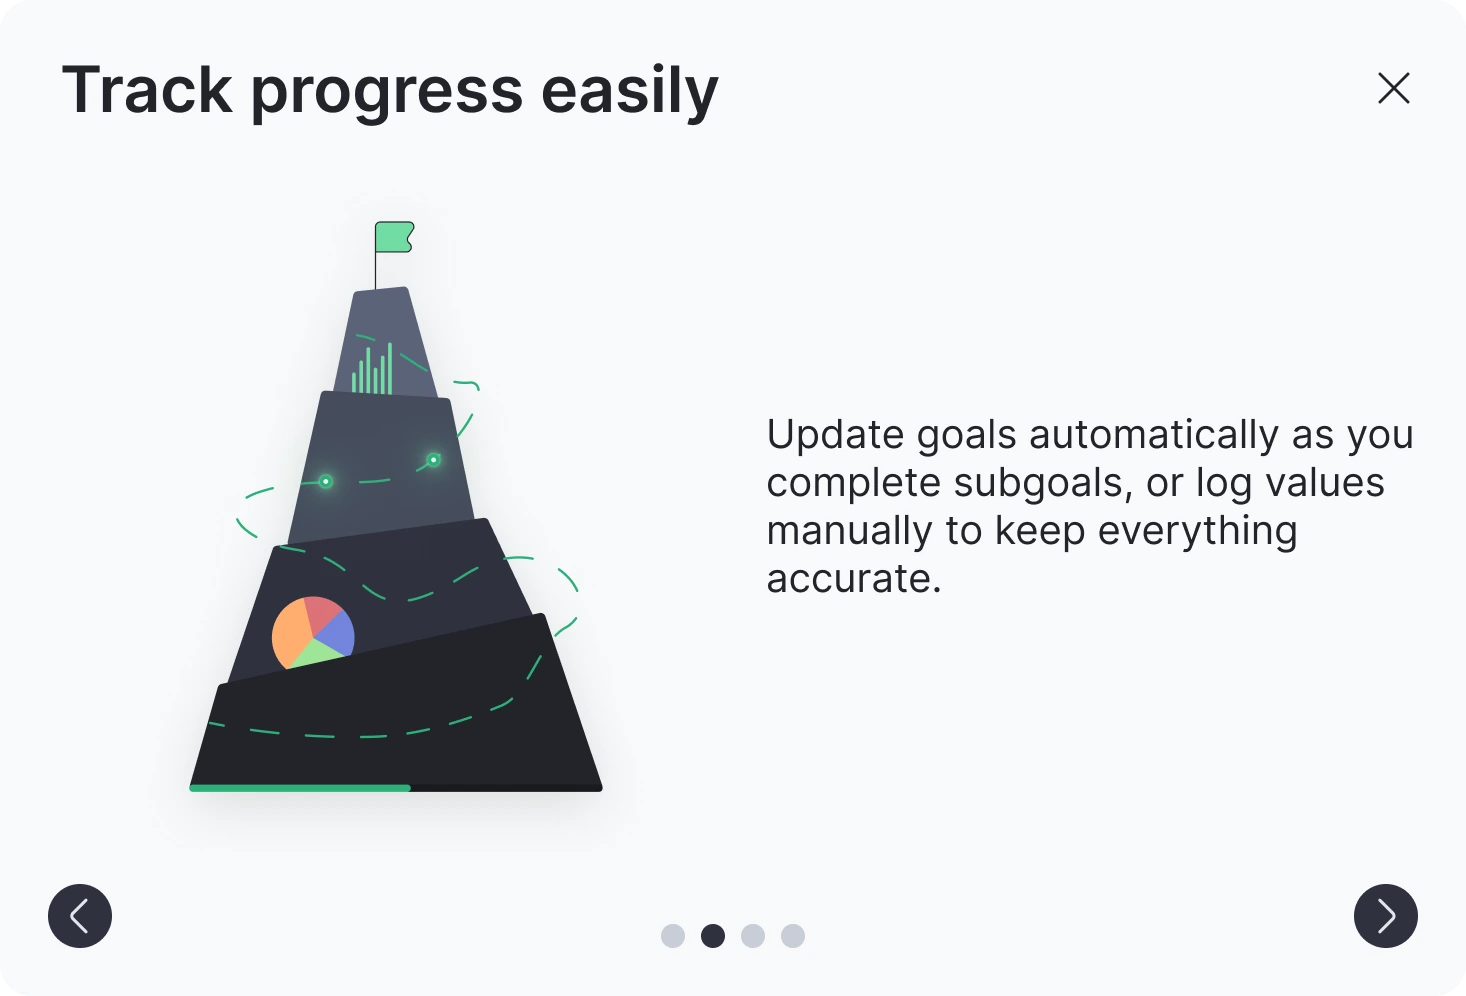 Track progress easily
Update goals automatically as you
complete subgoals, or log values
manually to keep everything
accurate.